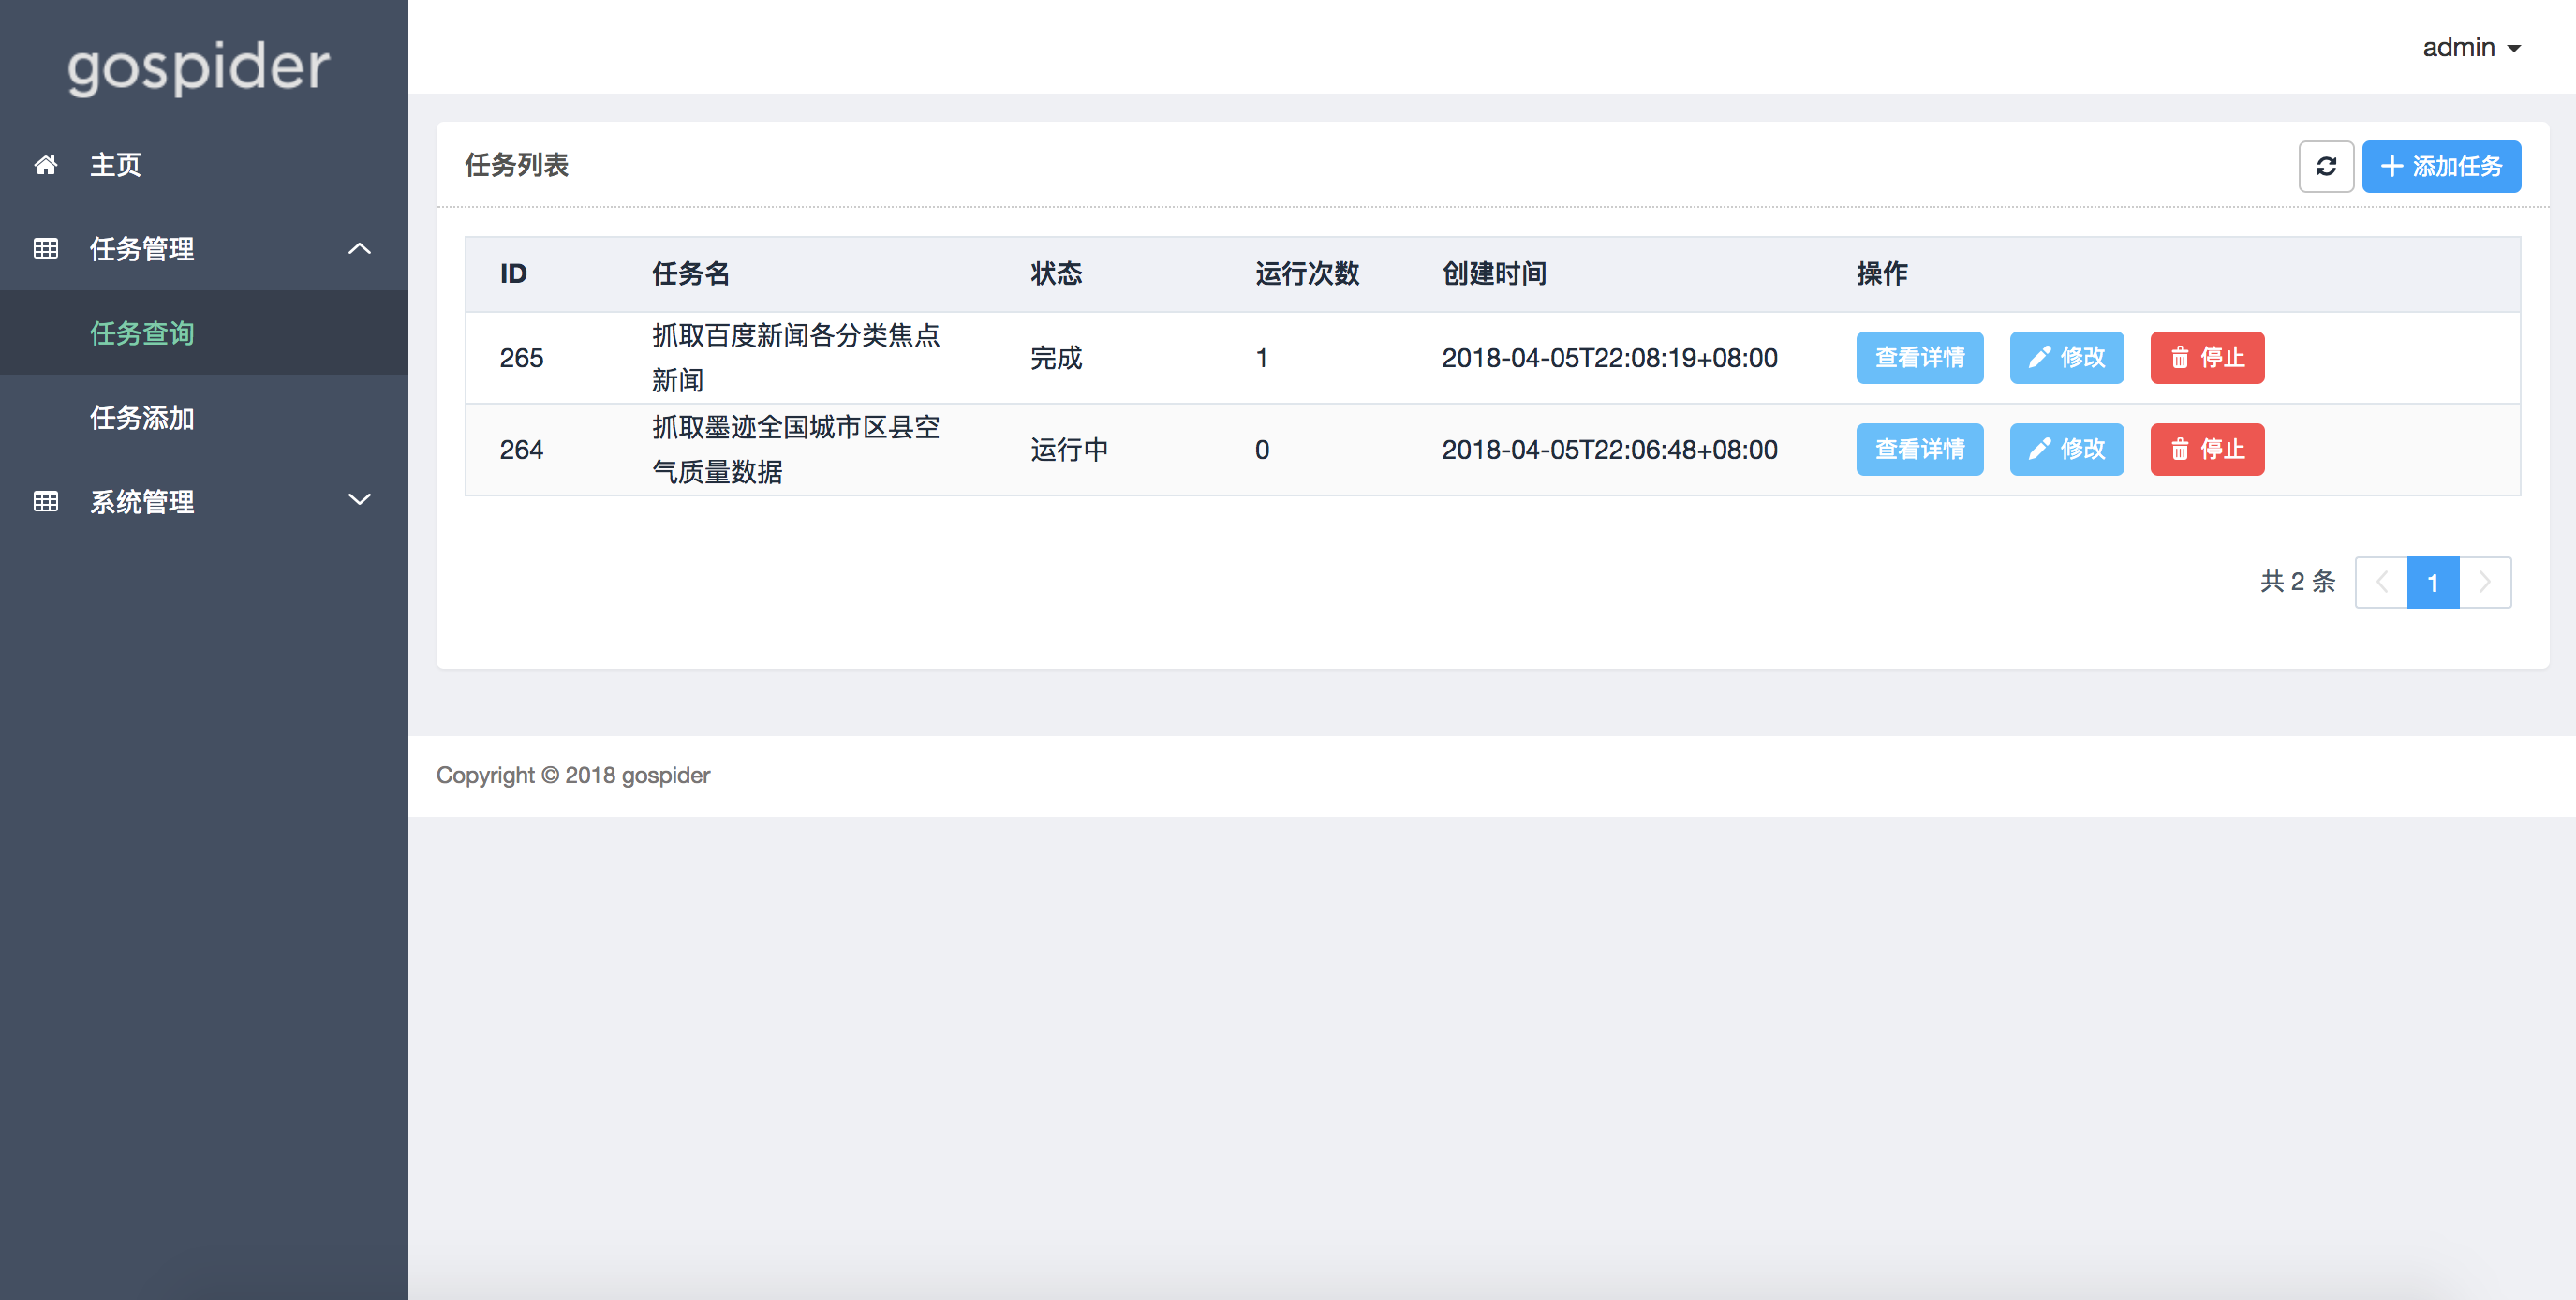 gospider
admin
主页
任务管理
任务查询
任务添加
系统管理
任务列表
添加任务
ID 任务名 状态 运行次数 创建时间 操作
265 抓取百度新闻各分类焦点 完成 1 2018-04-05T22:08:19+08:00 查看详情 修改 停止
新闻
264 抓取墨迹全国城市区县空 运行中 0 2018-04-05T22:06:48+08:00 查看详情 修改 停止
气质量数据
共 2 条 1
Copyright © 2018 gospider